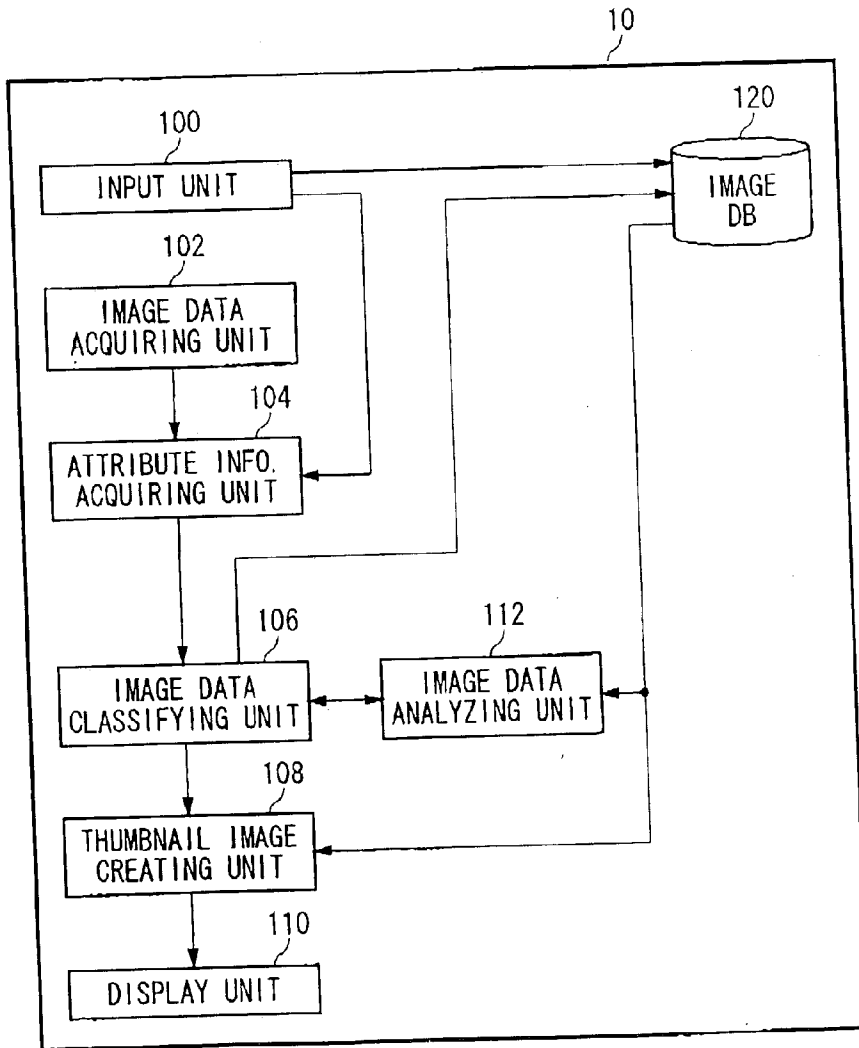 10
120
100
INPUT UNIT
IMAGE
DB
102
IMAGE DATA
ACQUIRING UNIT
104
ATTRIBUTE INFO.
ACQUIRING UNIT
106
112
IMAGE DATA
CLASSIFYING UNIT
IMAGE DATA
ANALYZING UNIT
108
THUMBNAIL IMAGE
CREATING UNIT
110
DISPLAY UNIT